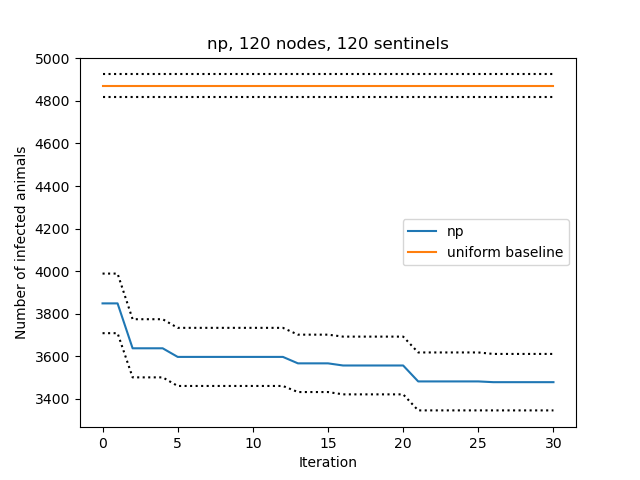 np, 120 nodes, 120 sentinels
5000
4800
4600
4400
4200
4000
3800
3600
3400
Number of infected animals
np
uniform baseline
0 5 10 15 20 25 30
Iteration